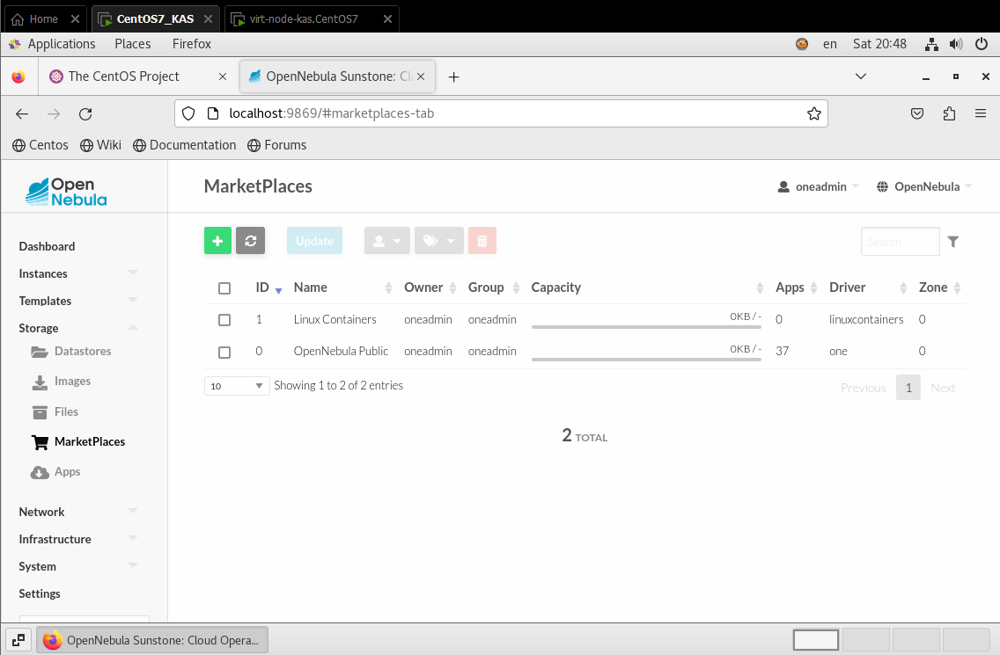 Home CentOS7_KAS virt-node-kas.CentOS7
Applications Places Firefox en Sat 20:48
The CentOS Project OpenNebula Sunstone: Cl
localhost:9869/#marketplaces-tab
Centos Wiki Documentation Forums
Open
Nebula
MarketPlaces oneadmin OpenNebula
Update Search
Dashboard
Instances
Templates
Storage
Datastores
Images
Files
MarketPlaces
Apps
Network
Infrastructure
System
Settings
ID Name Owner Group Capacity Apps Driver Zone
1 Linux Containers oneadmin oneadmin 0KB / - 0 linuxcontainers 0
0 OpenNebula Public oneadmin oneadmin 0KB / - 37 one 0
10 Showing 1 to 2 of 2 entries Previous 1 Next
2 TOTAL
OpenNebula Sunstone: Cloud Opera...